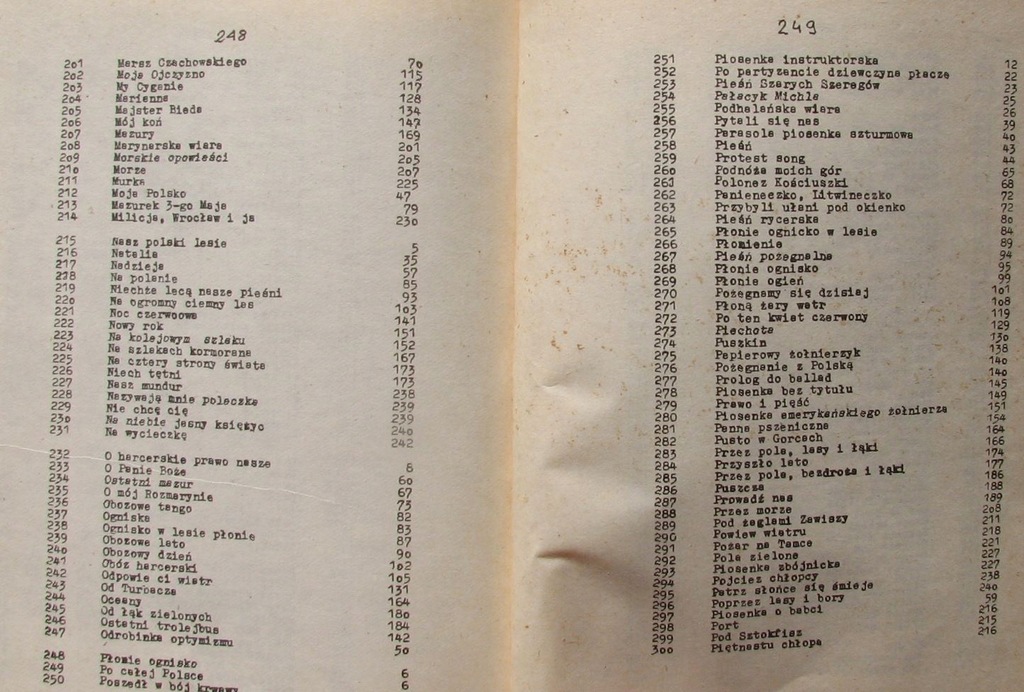 248
201 Marsz Czachowskiego 70
202 Moja Ojczyzno 115
203 My Cyganie 117
204 Marianna 128
205 Majster Bieda 134
206 Mój koń 147
207 Mazury 169
208 Marynarska wiara 201
209 Morskie opowieści 205
210 Morze 207
211 Murka 225
212 Moja Polsko 47
213 Mazurek 3-go Maja 79
214 Milicja, Wrocław i ja 230
215 Nasz polski lesie 5
216 Natalia 35
217 Nadzieja 57
218 Na polanie 85
219 Niechże lecą nasze pieśni 93
220 Na ogromny ciemny las 103
221 Noc czerwcowa 141
222 Nowy rok 151
223 Na kolejowym szlaku 152
224 Na szlakach kormorana 167
225 Na cztery strony świata 173
226 Niech tętni 173
227 Nasz mundur 238
228 Nazywają mnie poleczka 239
229 Nie chcę cię 239
230 Na niebie jasny księżyc 240
231 Na wycieczkę 242
232 O harcerskie prawo nasze 8
233 O Panie Boże 60
234 Ostatni mazur 67
235 O mój Rozmarynie 73
236 Obozowe tango 82
237 Ogniska 83
238 Ognisko w lesie płonie 87
239 Obozowe lato 90
240 Obozowy dzień 102
241 Obóz harcerski 105
242 Odpowie ci wiatr 131
243 Od Turbacza 164
244 Oceany 180
245 Od łąk zielonych 184
246 Ostatni trolejbus 142
247 Odrobinka optymizmu 50
248 Płonie ognisko
249 Po całej Polsce 6
250 Poszedł w bój krwawy 6
249
251 Piosenka instruktorska 12
252 Po partyzancie dziewczyna płacze 22
253 Pieśń Szarych Szeregów 23
254 Pałacyk Michla 25
255 Podhalańska wiara 26
256 Pytali się nas 39
257 Parasola piosenka szturmowa 40
258 Pieśń 43
259 Protest song 44
260 Podnóża moich gór 65
261 Polonez Kościuszki 68
262 Panieneczko, Litwineczko 72
263 Przybyli ułani pod okienko 72
264 Pieśń rycerska 80
265 Płonie ognicko w lesie 84
266 Płomienie 89
267 Pieśń pożegnalna 94
268 Płonie ognisko 95
269 Płonie ogień 99
270 Pożegnamy się dzisiaj 101
271 Płoną żary watr 108
272 Po ten kwiat czerwony 119
273 Piechota 129
274 Puszkin 130
275 Papierowy żołnierzyk 138
276 Pożegnanie z Polską 140
277 Prolog do ballad 140
278 Piosenka bez tytułu 145
279 Prawo i pięść 149
280 Piosenka amerykańskiego żołnierza 151
281 Panna pszeniczna 154
282 Pusto w Gorcach 164
283 Przez pola, lasy i łąki 166
284 Przyszło lato 174
285 Przez pola, bezdroża i łąki 177
286 Puszcza 186
287 Prowadź nas 188
288 Przez morze 189
289 Pod żaglami Zawiszy 208
290 Powiew wiatru 211
291 Pożar na Tamce 218
292 Pola zielone 221
293 Piosenka zbójnicka 227
294 Pojcież chłopcy 227
295 Patrz słońce się śmieje 238
296 Poprzez lasy i bory 240
297 Piosenka o babci 59
298 Port 216
299 Pod Sztokfisz 215
300 Piętnastu chłopa 216